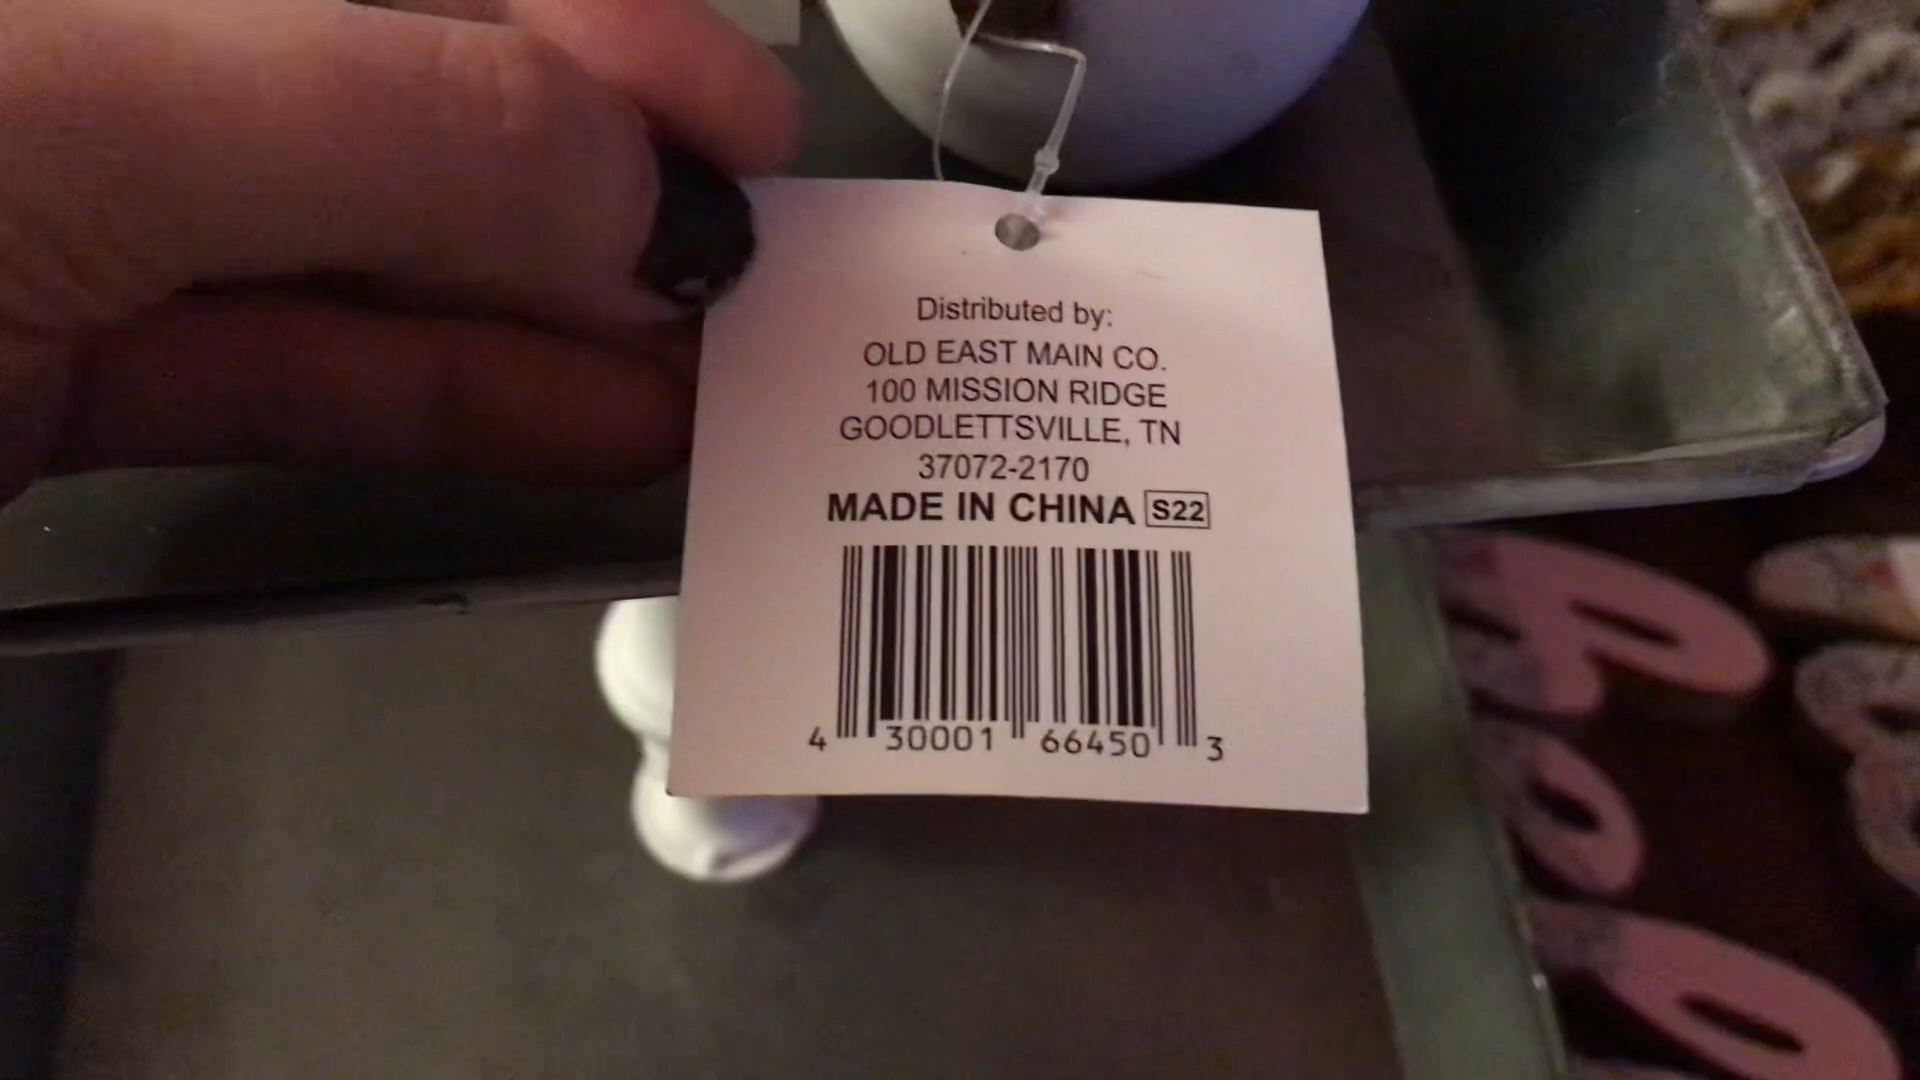 Distributed by:
OLD EAST MAIN CO.
100 MISSION RIDGE
GOODLETTSVILLE, TN
37072-2170
MADE IN CHINA S22
4 30001 66450 3